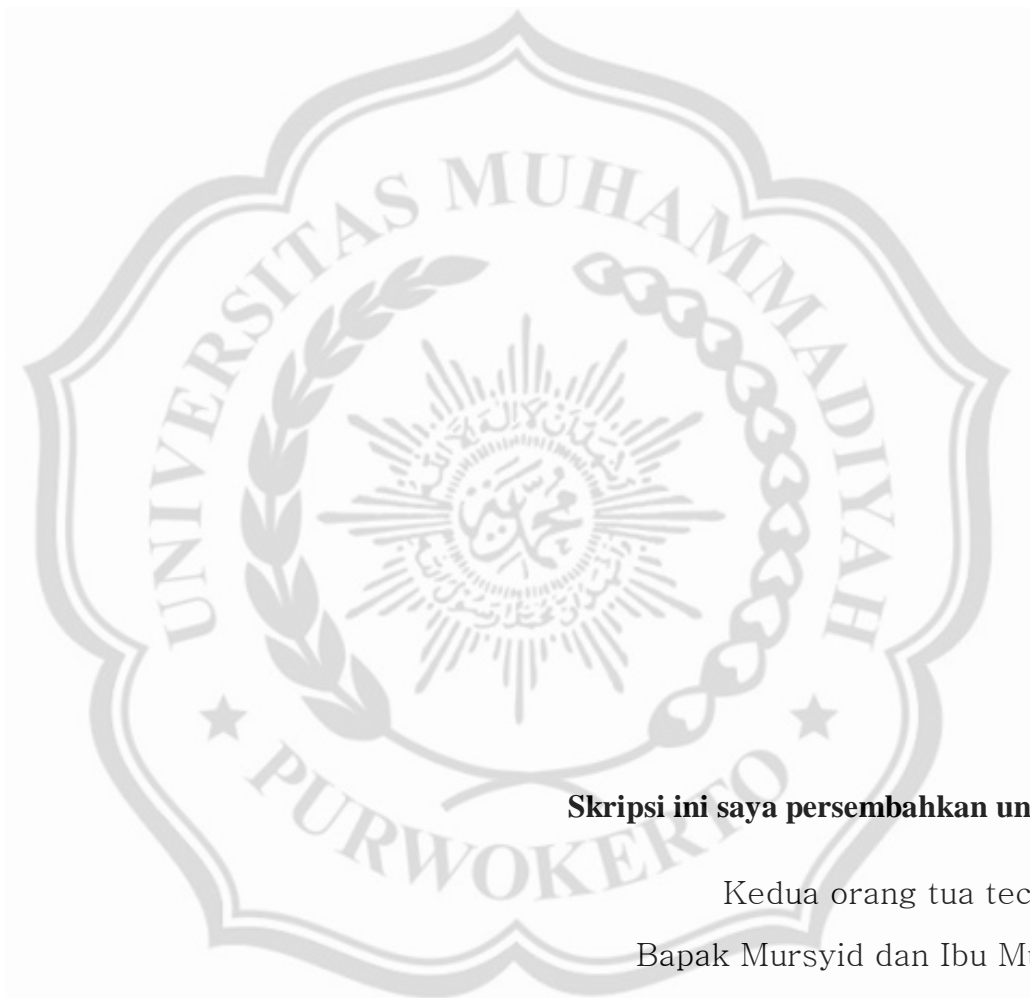 UNIVERSITAS MUHAMMADIYAH
PURWOKERTO
Skripsi ini saya persembahkan un
Kedua orang tua tec
Bapak Mursyid dan Ibu Mu